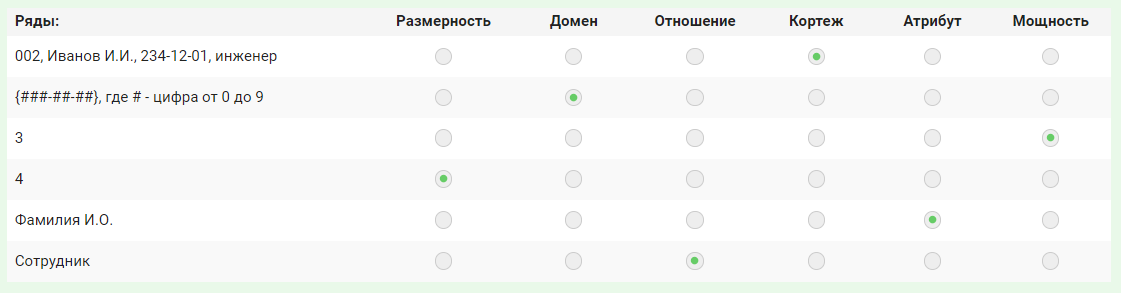 Ряды: Размерность Домен Отношение Кортеж Атрибут Мощность
002, Иванов И.И., 234-12-01, инженер
{###-##-##}, где # - цифра от 0 до 9
3
4
Фамилия И.О.
Сотрудник